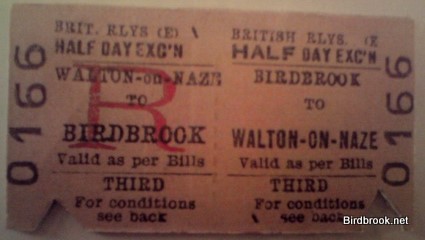 0166
BRIT. RLYS (E)
HALF DAY EXC'N
WALTON-on-NAZE
TO
R
BIRDBROOK
Valid as per Bills
THIRD
For conditions
see back
BRITISH RLYS. (E
HALF DAY EXC'N
BIRDBROOK
TO
WALTON-ON-NAZE
Valid as per Bills
THIRD
For conditions
see back
0166
Birdbrook.net